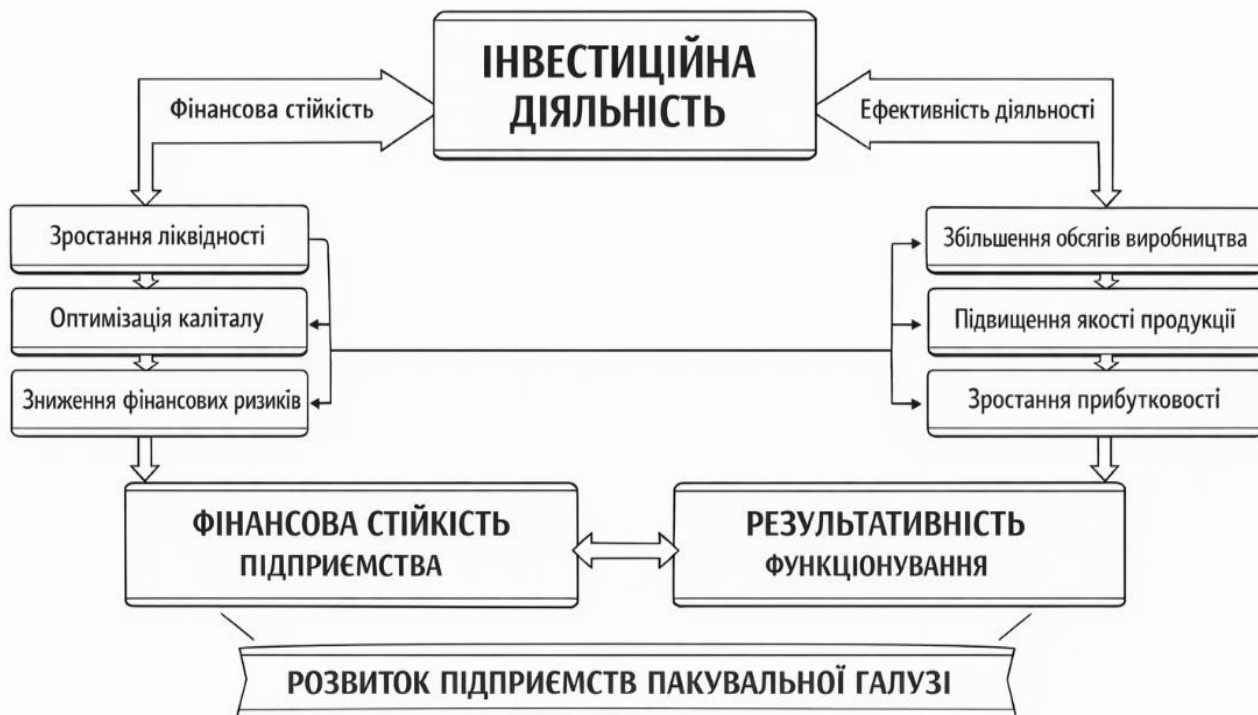 ІНВЕСТИЦІЙНА
ДІЯЛЬНІСТЬ
Фінансова стійкість
Ефективність діяльності
Зростання ліквідності
Збільшення обсягів виробництва
Оптимізація каліталу
Підвищення якості продукції
Зниження фінансових ризиків
Зростання прибутковості
ФІНАНСОВА СТІЙКІСТЬ
ПІДПРИЄМСТВА
РЕЗУЛЬТАТИВНІСТЬ
ФУНКЦІОНУВАННЯ
РОЗВИТОК ПІДПРИЄМСТВ ПАКУВАЛЬНОЇ ГАЛУЗІ